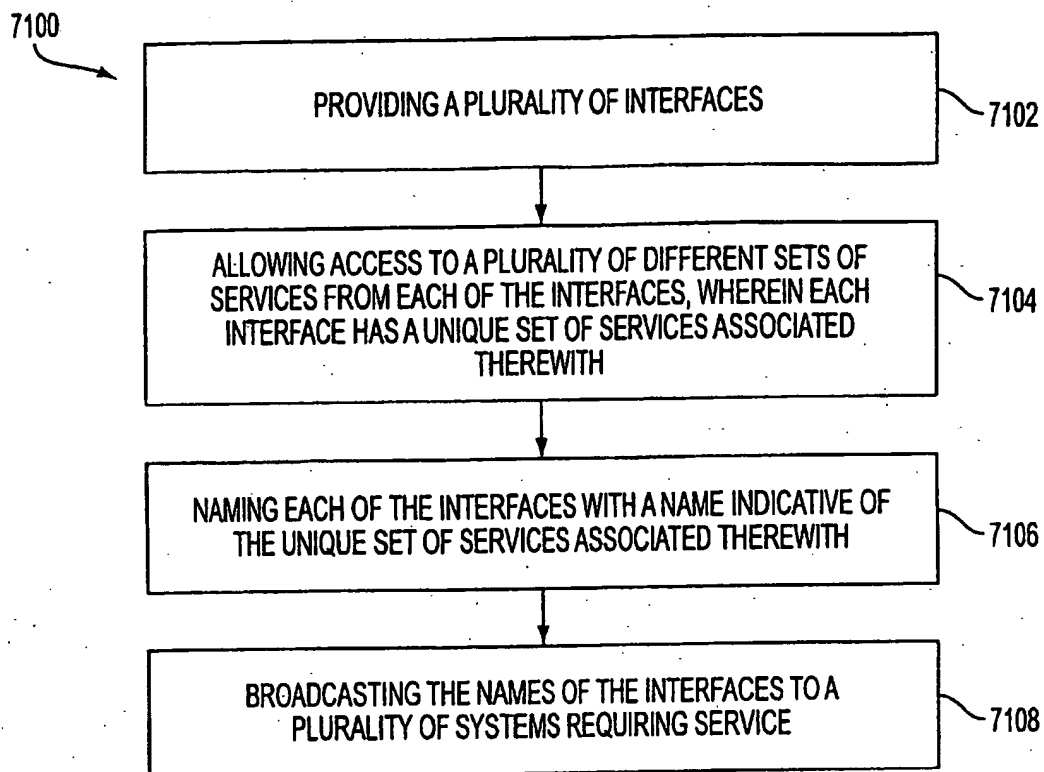 7100
PROVIDING A PLURALITY OF INTERFACES
7102
ALLOWING ACCESS TO A PLURALITY OF DIFFERENT SETS OF
SERVICES FROM EACH OF THE INTERFACES, WHEREIN EACH
INTERFACE HAS A UNIQUE SET OF SERVICES ASSOCIATED
THEREWITH
7104
NAMING EACH OF THE INTERFACES WITH A NAME INDICATIVE OF
THE UNIQUE SET OF SERVICES ASSOCIATED THEREWITH
7106
BROADCASTING THE NAMES OF THE INTERFACES TO A
PLURALITY OF SYSTEMS REQUIRING SERVICE
7108